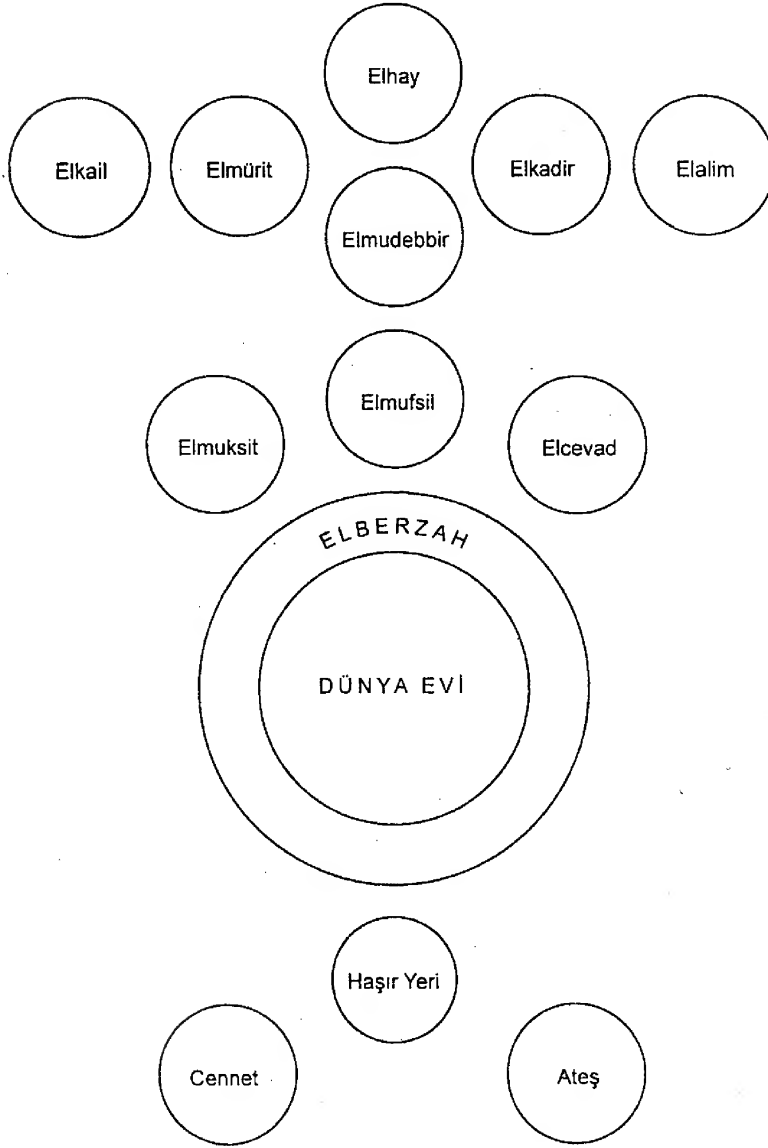 Elhay
Elkail
Elmürit
Elkadir
Elalim
Elmudebbir
Elmufsil
Elmuksit
Elcevad
ELBERZAH
DÜNYA EVİ
Haşır Yeri
Cennet
Ateş